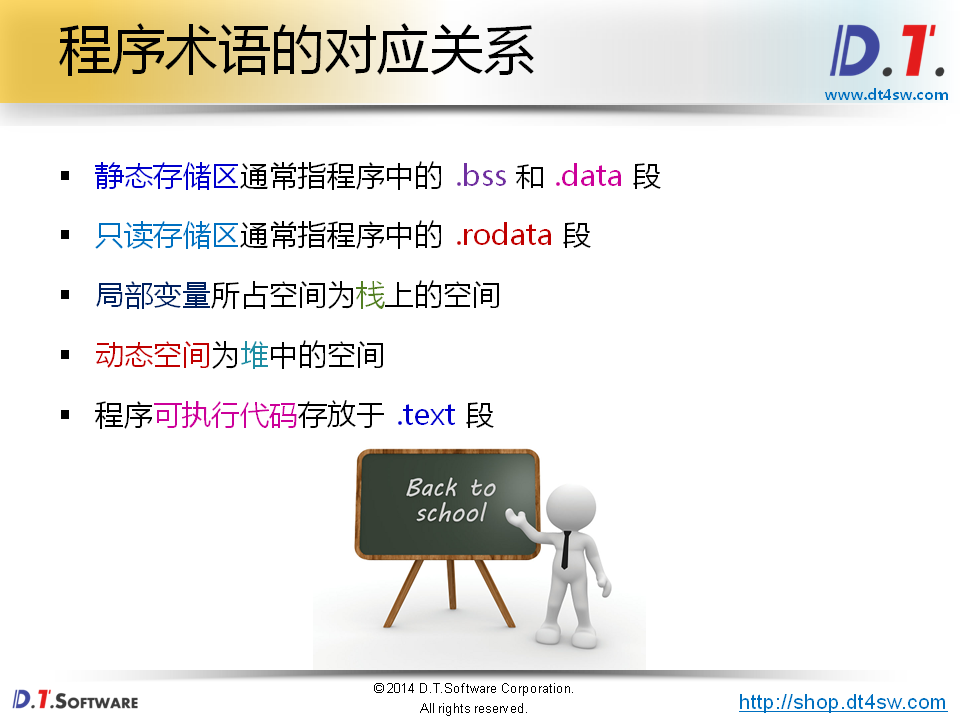 程序术语的对应关系
D.T.
www.dt4sw.com
▪ 静态存储区通常指程序中的 .bss 和 .data 段
▪ 只读存储区通常指程序中的 .rodata 段
▪ 局部变量所占空间为栈上的空间
▪ 动态空间为堆中的空间
▪ 程序可执行代码存放于 .text 段
Back to
school
D.T.SOFTWARE
©2014 D.T.Software Corporation.
All rights reserved.
http://shop.dt4sw.com